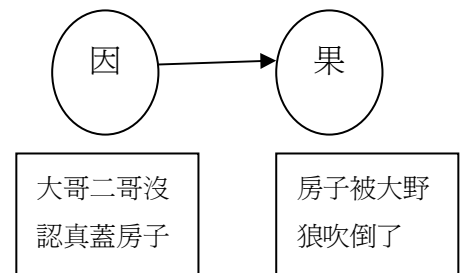 因
果
大哥二哥沒
認真蓋房子
房子被大野
狼吹倒了